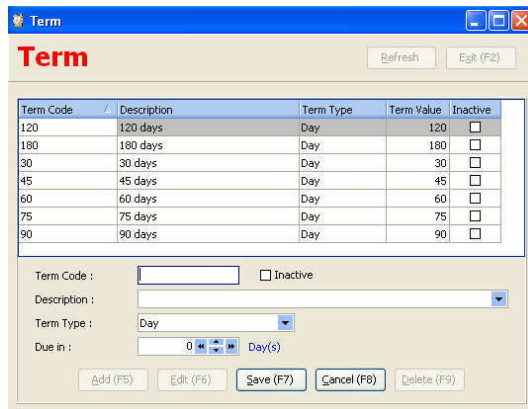 Term
Term
Refresh Exit (F2)
Term Code Description Term Type Term Value Inactive
120 120 days Day 120
180 180 days Day 180
30 30 days Day 30
45 45 days Day 45
60 60 days Day 60
75 75 days Day 75
90 90 days Day 90
Term Code : Inactive
Description :
Term Type : Day
Due in : 0 Day(s)
Add (F5) Edit (F6) Save (F7) Cancel (F8) Delete (F9)